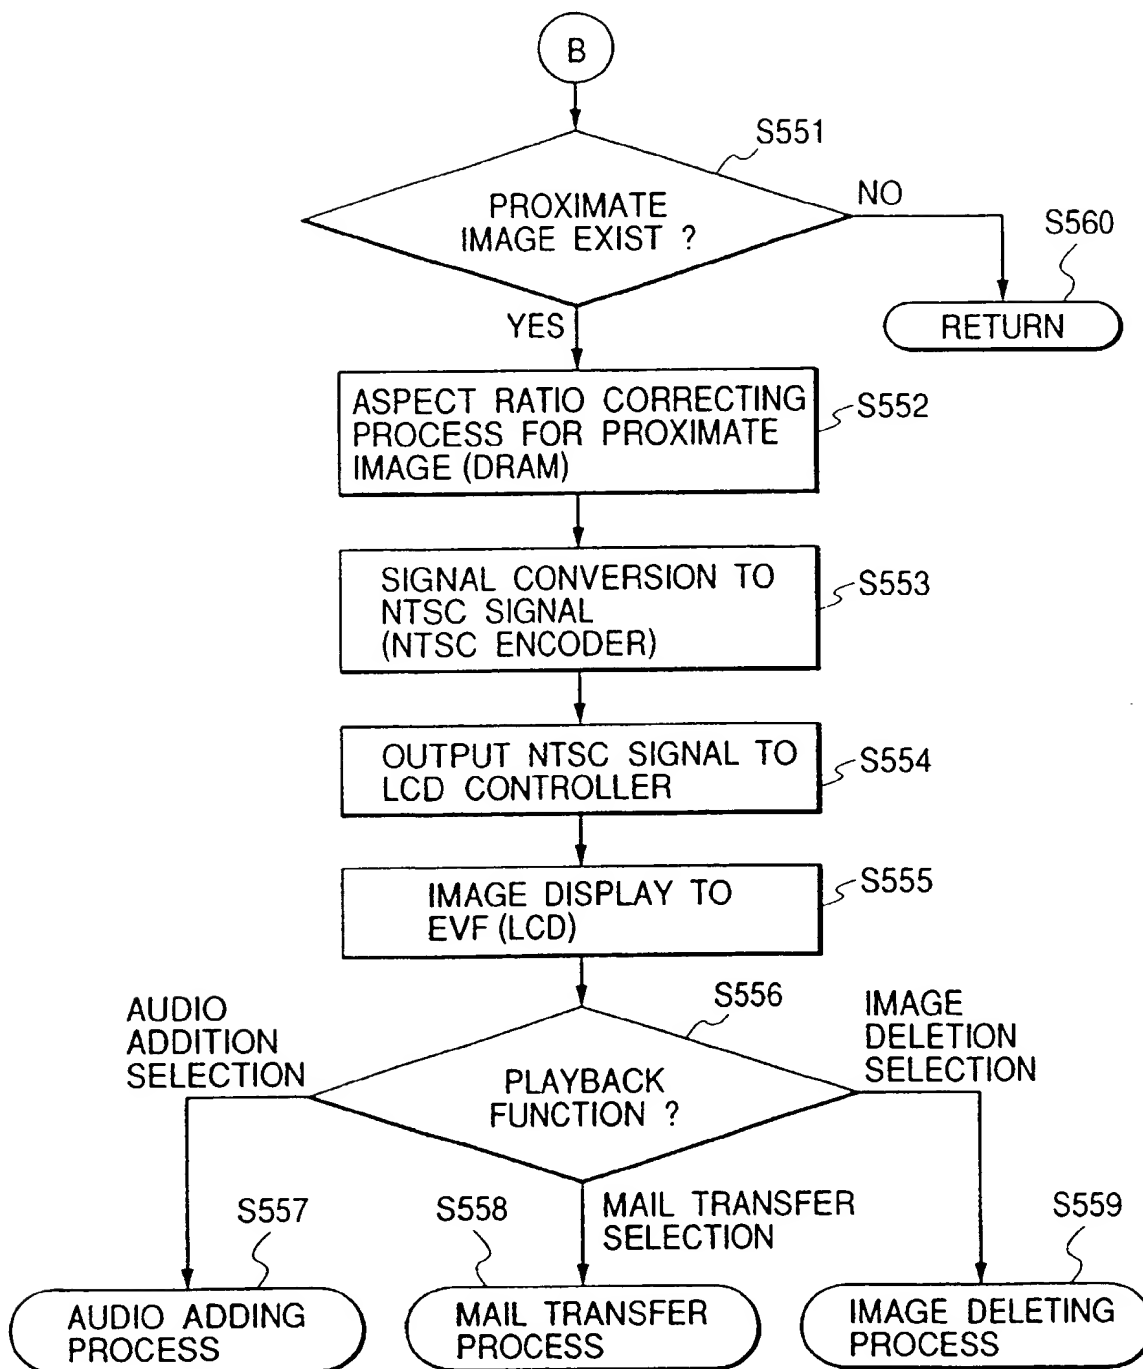 B
S551
PROXIMATE
IMAGE EXIST ?
NO
S560
RETURN
YES
ASPECT RATIO CORRECTING
PROCESS FOR PROXIMATE
IMAGE (DRAM)
S552
SIGNAL CONVERSION TO
NTSC SIGNAL
(NTSC ENCODER)
S553
OUTPUT NTSC SIGNAL TO
LCD CONTROLLER
S554
IMAGE DISPLAY TO
EVF (LCD)
S555
S556
AUDIO
ADDITION
SELECTION
PLAYBACK
FUNCTION ?
IMAGE
DELETION
SELECTION
MAIL TRANSFER
SELECTION
S557
AUDIO ADDING
PROCESS
S558
MAIL TRANSFER
PROCESS
S559
IMAGE DELETING
PROCESS